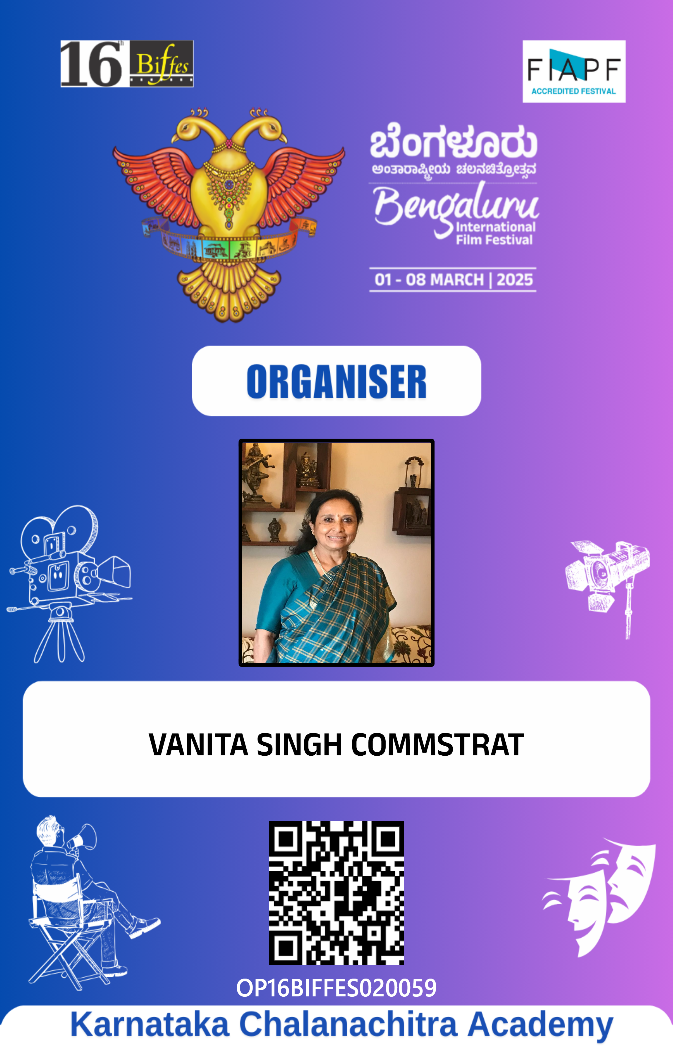 16th
Biffes
FIAPF
ACCREDITED FESTIVAL
ಬೆಂಗಳೂರು
ಅಂತಾರಾಷ್ಟ್ರೀಯ ಚಲನಚಿತ್ರೋತ್ಸವ
Bengaluru
International
Film Festival
01 - 08 MARCH | 2025
ORGANISER
VANITA SINGH COMMSTRAT
OP16BIFFES020059
Karnataka Chalanachitra Academy